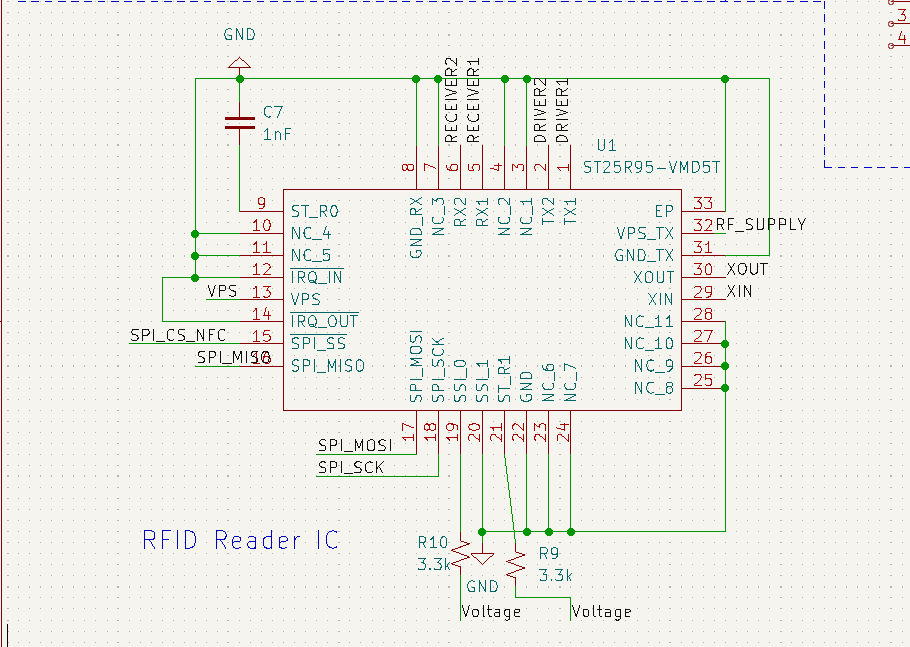 3
4
GND
C7
1nF
RECEIVER2
RECEIVER1
DRIVER2
DRIVER1
U1
ST25R95-VMD5T
8
7
6
5
4
3
2
1
GND_RX
NC_3
RX2
RX1
NC_2
NC_1
TX2
TX1
9 ST_R0
10 NC_4
11 NC_5
12 IRQ_IN
VPS 13 VPS
14 IRQ_OUT
SPI_CS_NFC 15 SPI_SS
SPI_MISO 16 SPI_MISO
EP 33
VPS_TX 32 RF_SUPPLY
GND_TX 31
XOUT 30 XOUT
XIN 29 XIN
NC_11 28
NC_10 27
NC_9 26
NC_8 25
SPI_MOSI
SPI_SCK
SSI_0
SSI_1
ST_R1
GND
NC_6
NC_7
17
18
19
20
21
22
23
24
SPI_MOSI
SPI_SCK
RFID Reader IC
R10
3.3k
GND
R9
3.3k
Voltage
Voltage